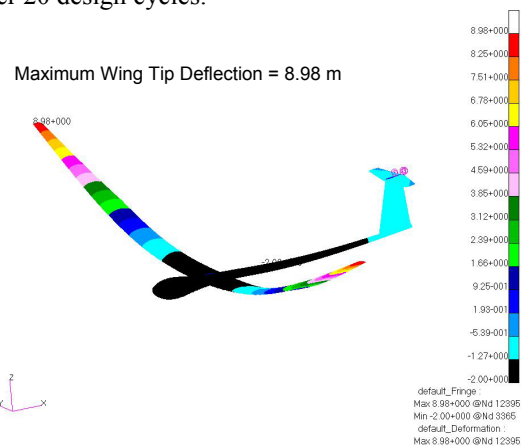 er 20 design cycles.
Maximum Wing Tip Deflection = 8.98 m
8.98+000
8.98+000
8.25+000
7.51+000
6.78+000
6.05+000
5.32+000
4.59+000
3.85+000
3.12+000
2.39+000
1.66+000
9.25-001
1.93-001
-5.39-001
-1.27+000
-2.00+000
Z
Y
X
default_Fringe :
Max 8.98+000 @Nd 12395
Min -2.00+000 @Nd 3365
default_Deformation :
Max 8.98+000 @Nd 12395